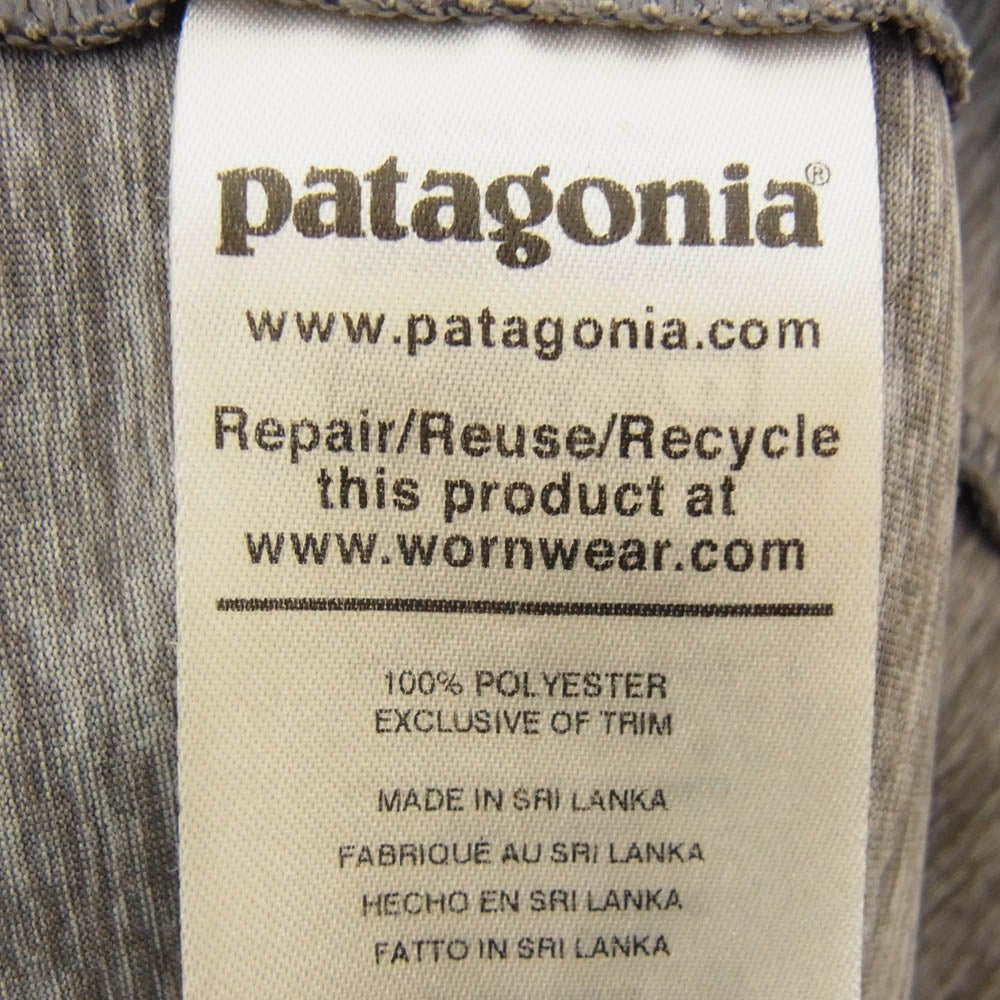 patagonia®
www.patagonia.com
Repair/Reuse/Recycle
this product at
www.wornwear.com
100% POLYESTER
EXCLUSIVE OF TRIM
MADE IN SRI LANKA
FABRIQUÉ AU SRI LANKA
HECHO EN SRI LANKA
FATTO IN SRI LANKA